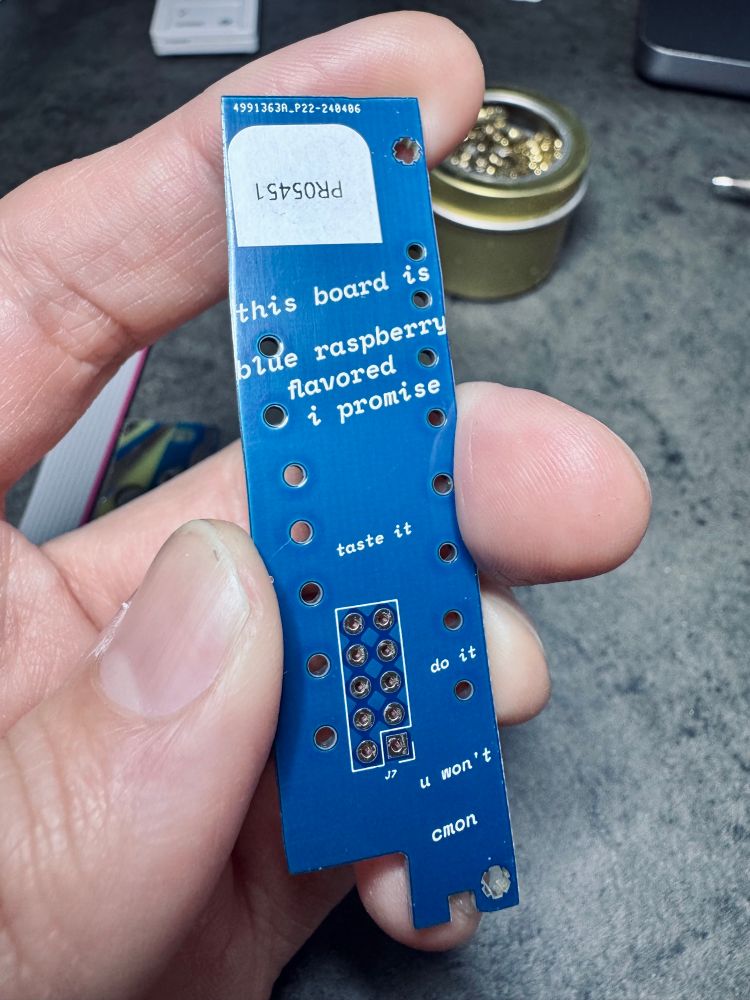 4991363A_P22-240406
PR05451
this board is
blue raspberry
flavored
i promise
taste it
do it
J7
u won't
cmon